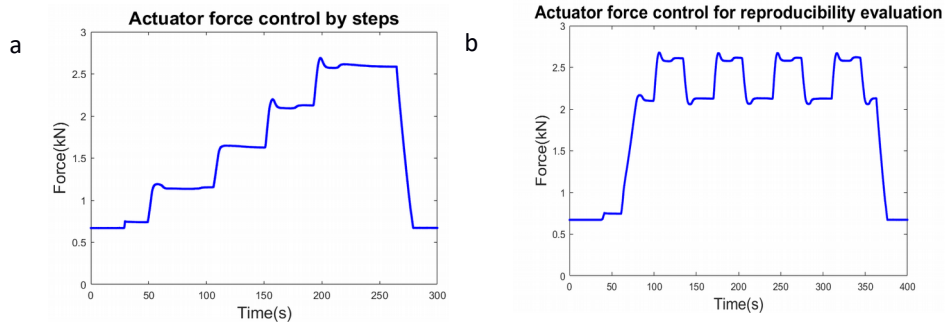 a
Actuator force control by steps
3
2.5
2
1.5
1
0.5
0
Force(kN)
0 50 100 150 200 250 300
Time(s)
b
Actuator force control for reproducibility evaluation
3
2.5
2
1.5
1
0.5
0
Force(kN)
0 50 100 150 200 250 300 350 400
Time(s)